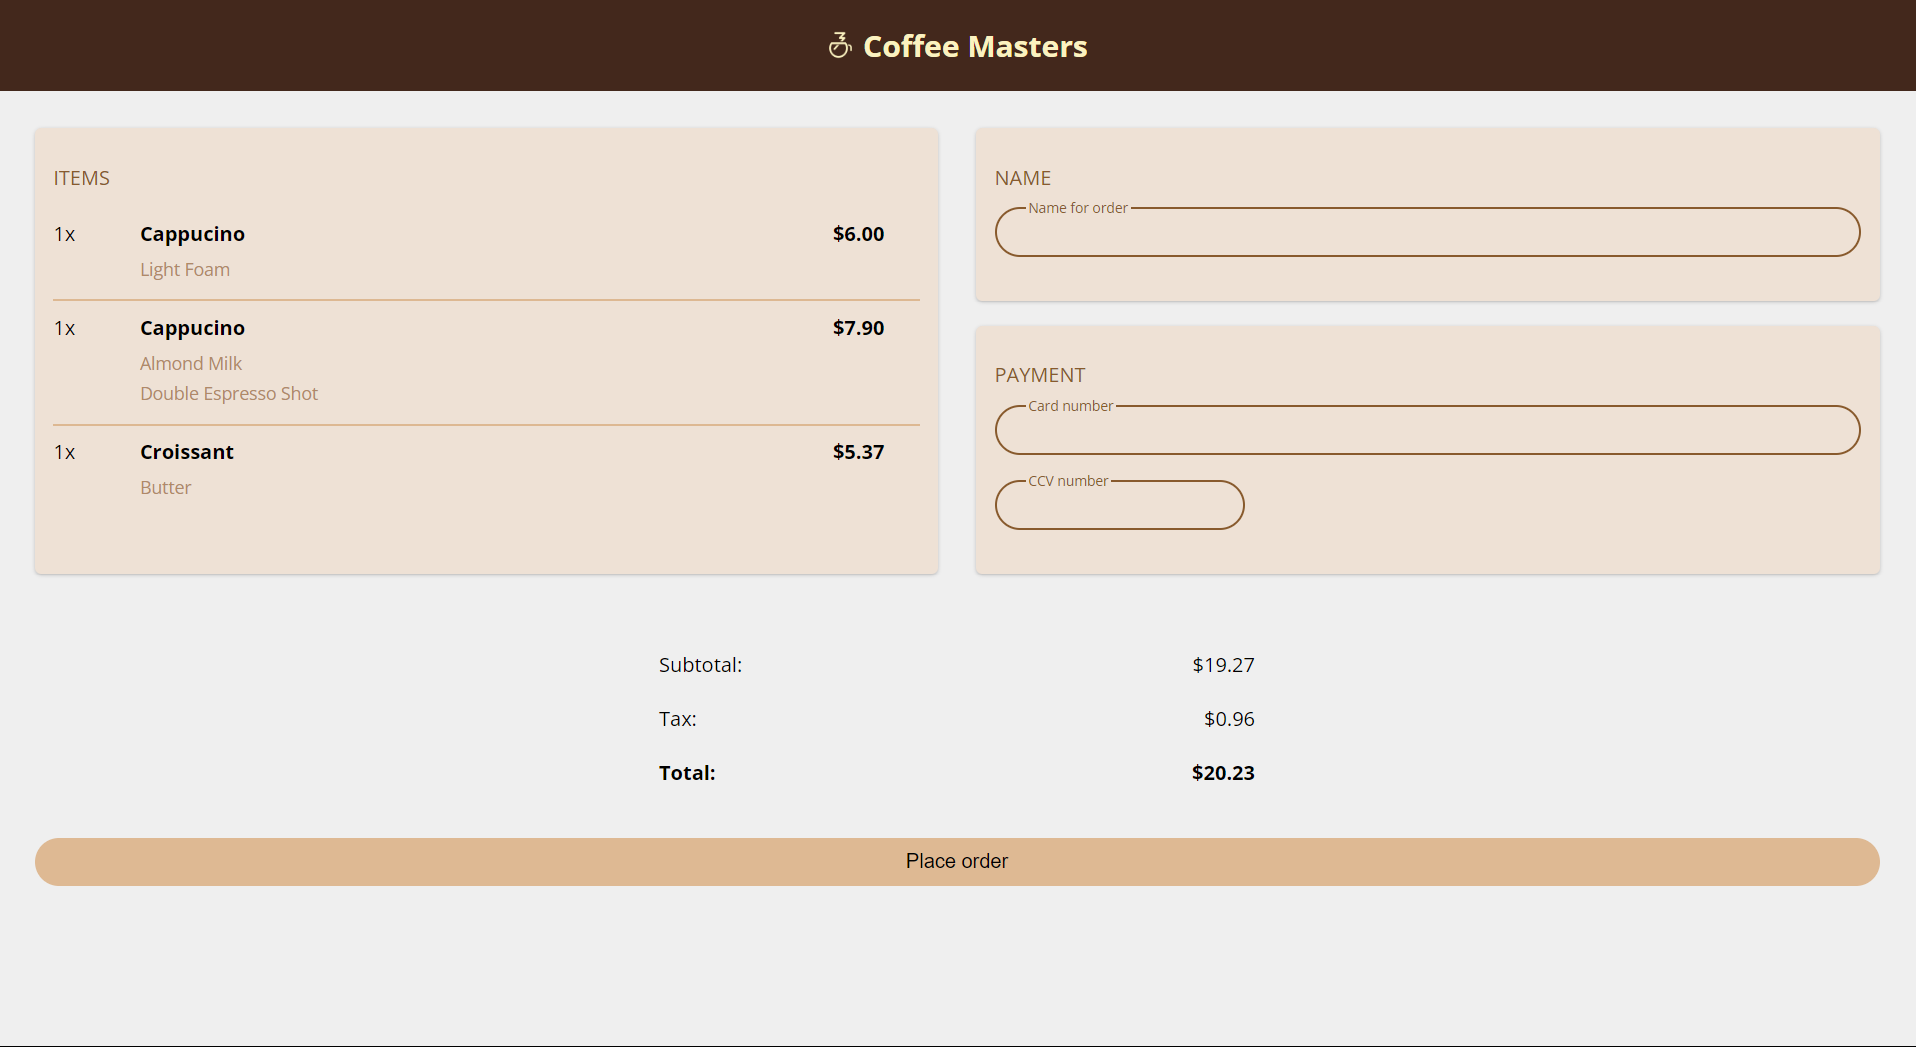 Coffee Masters
ITEMS
1x Cappucino $6.00
Light Foam
1x Cappucino $7.90
Almond Milk
Double Espresso Shot
1x Croissant $5.37
Butter
NAME
Name for order
PAYMENT
Card number
CCV number
Subtotal: $19.27
Tax: $0.96
Total: $20.23
Place order